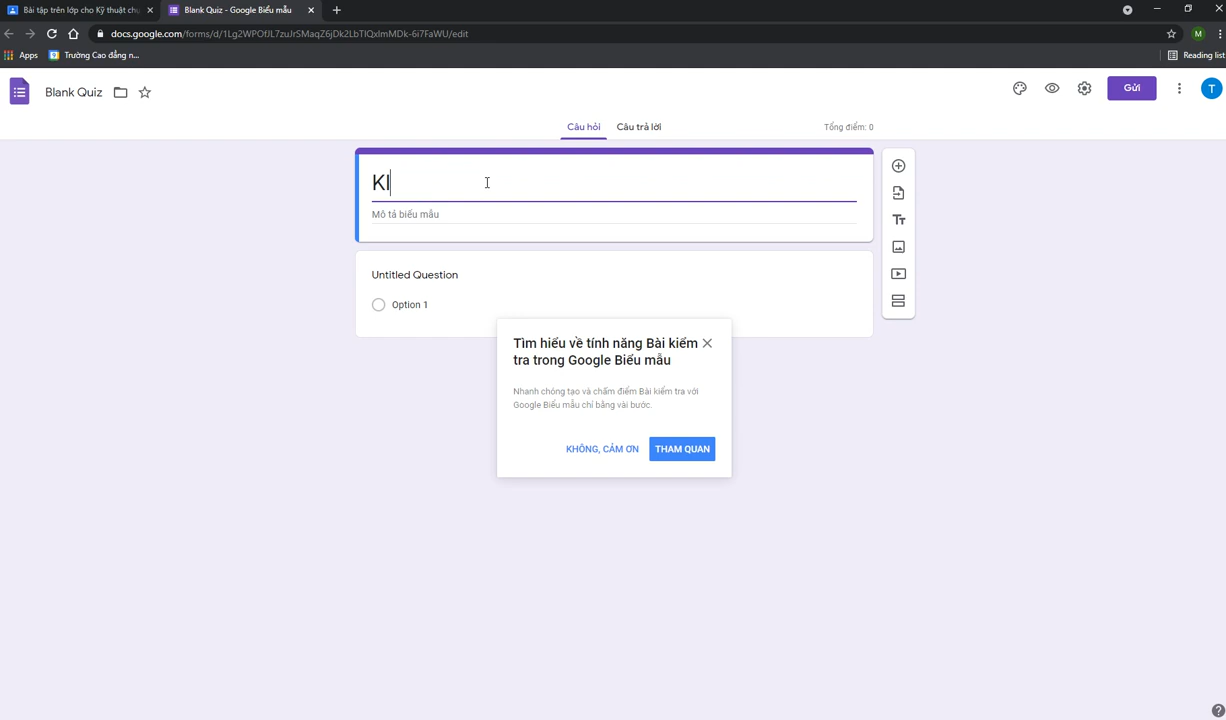 Bài tập trên lớp cho Kỹ thuật chụ
Blank Quiz - Google Biểu mẫu
docs.google.com/forms/d/1Lg2WPOfJL7zuJrSMaqZ6jDk2LbTIQxlmMDk-6i7FaWU/edit
M
Apps
Trường Cao đẳng n...
Reading list
Blank Quiz
Gửi
T
Câu hỏi
Câu trả lời
Tổng điểm: 0
KI
Mô tả biểu mẫu
Untitled Question
Option 1
Tìm hiểu về tính năng Bài kiểm
tra trong Google Biểu mẫu
Nhanh chóng tạo và chấm điểm Bài kiểm tra với
Google Biểu mẫu chỉ bằng vài bước.
KHÔNG, CẢM ƠN
THAM QUAN